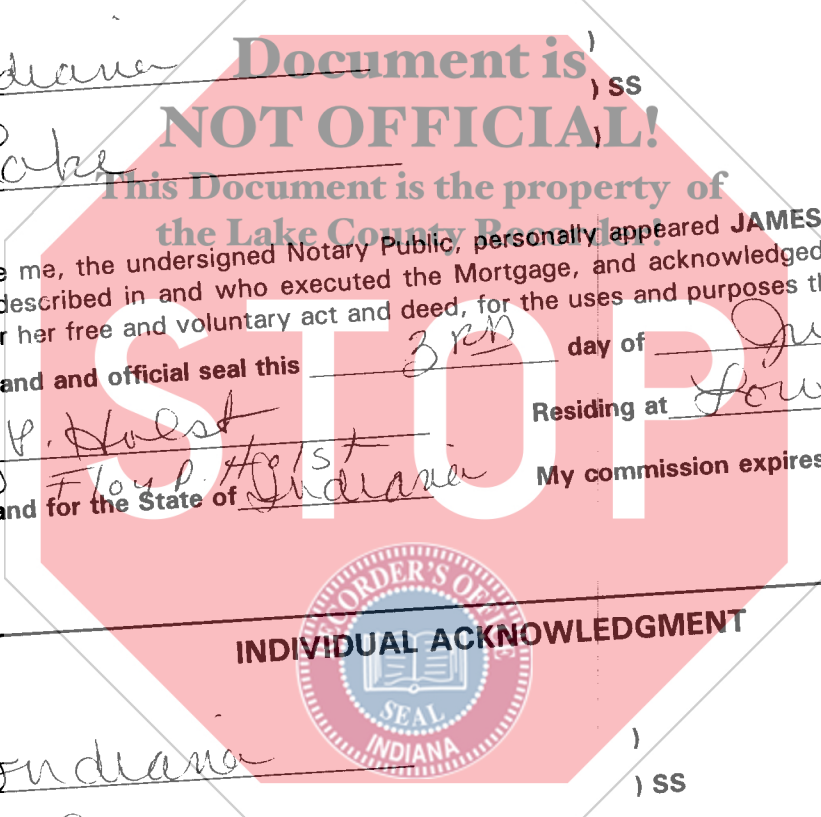 Indiana )
Document is
) SS
NOT OFFICIAL!
Lake )
This Document is the property of
the Lake County Recorder!
e me, the undersigned Notary Public, personally appeared JAMES
described in and who executed the Mortgage, and acknowledged
r her free and voluntary act and deed, for the uses and purposes th
and and official seal this 3rd day of Ju
P. Holst Residing at Low
Floyd P. Holst
and for the State of Indiana My commission expires
STOP
RECORDER'S OFFICE
SEAL
INDIANA
INDIVIDUAL ACKNOWLEDGMENT
Indiana )
) SS